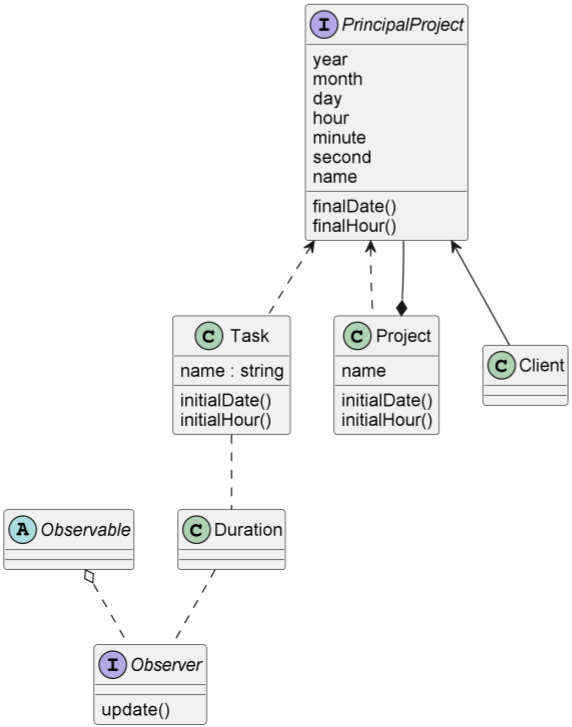 I PrincipalProject
year
month
day
hour
minute
second
name
finalDate()
finalHour()
C Task
name : string
initialDate()
initialHour()
C Project
name
initialDate()
initialHour()
C Client
A Observable
C Duration
I Observer
update()